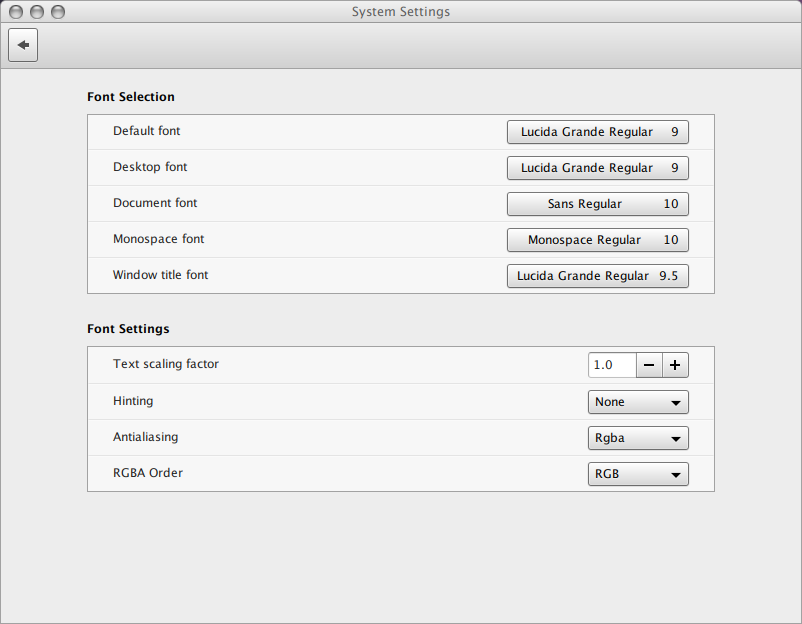 System Settings
Font Selection
Default font Lucida Grande Regular 9
Desktop font Lucida Grande Regular 9
Document font Sans Regular 10
Monospace font Monospace Regular 10
Window title font Lucida Grande Regular 9.5
Font Settings
Text scaling factor 1.0 − +
Hinting None
Antialiasing Rgba
RGBA Order RGB